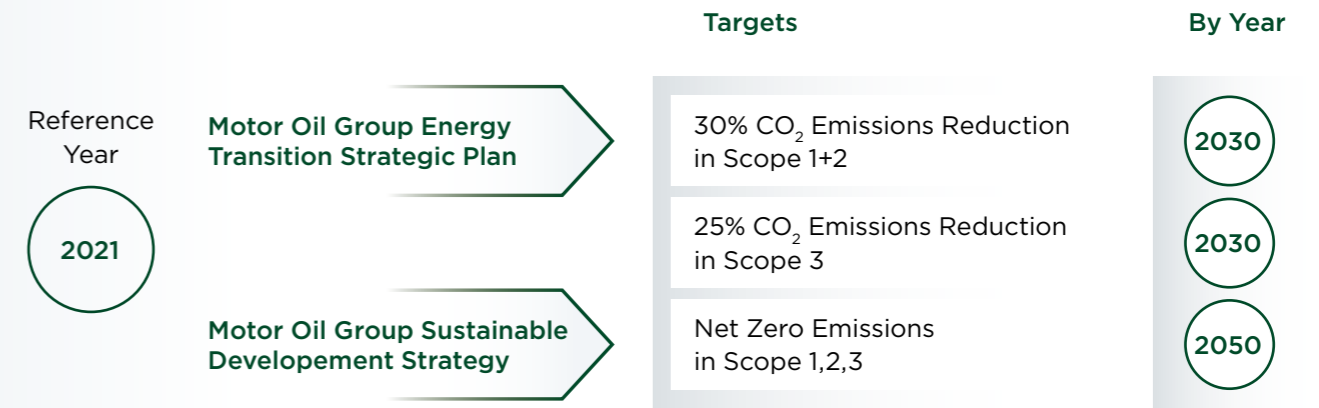 Targets
By Year
Reference
Year
2021
Motor Oil Group Energy
Transition Strategic Plan
30% CO₂ Emissions Reduction
in Scope 1+2
2030
25% CO₂ Emissions Reduction
in Scope 3
2030
Motor Oil Group Sustainable
Developement Strategy
Net Zero Emissions
in Scope 1,2,3
2050